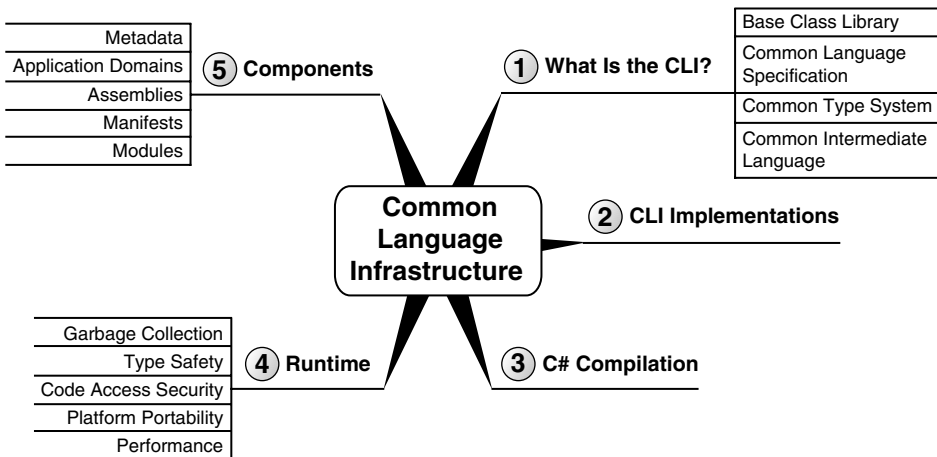 Common
Language
Infrastructure
1 What Is the CLI?
Base Class Library
Common Language
Specification
Common Type System
Common Intermediate
Language
2 CLI Implementations
3 C# Compilation
4 Runtime
Garbage Collection
Type Safety
Code Access Security
Platform Portability
Performance
5 Components
Metadata
Application Domains
Assemblies
Manifests
Modules